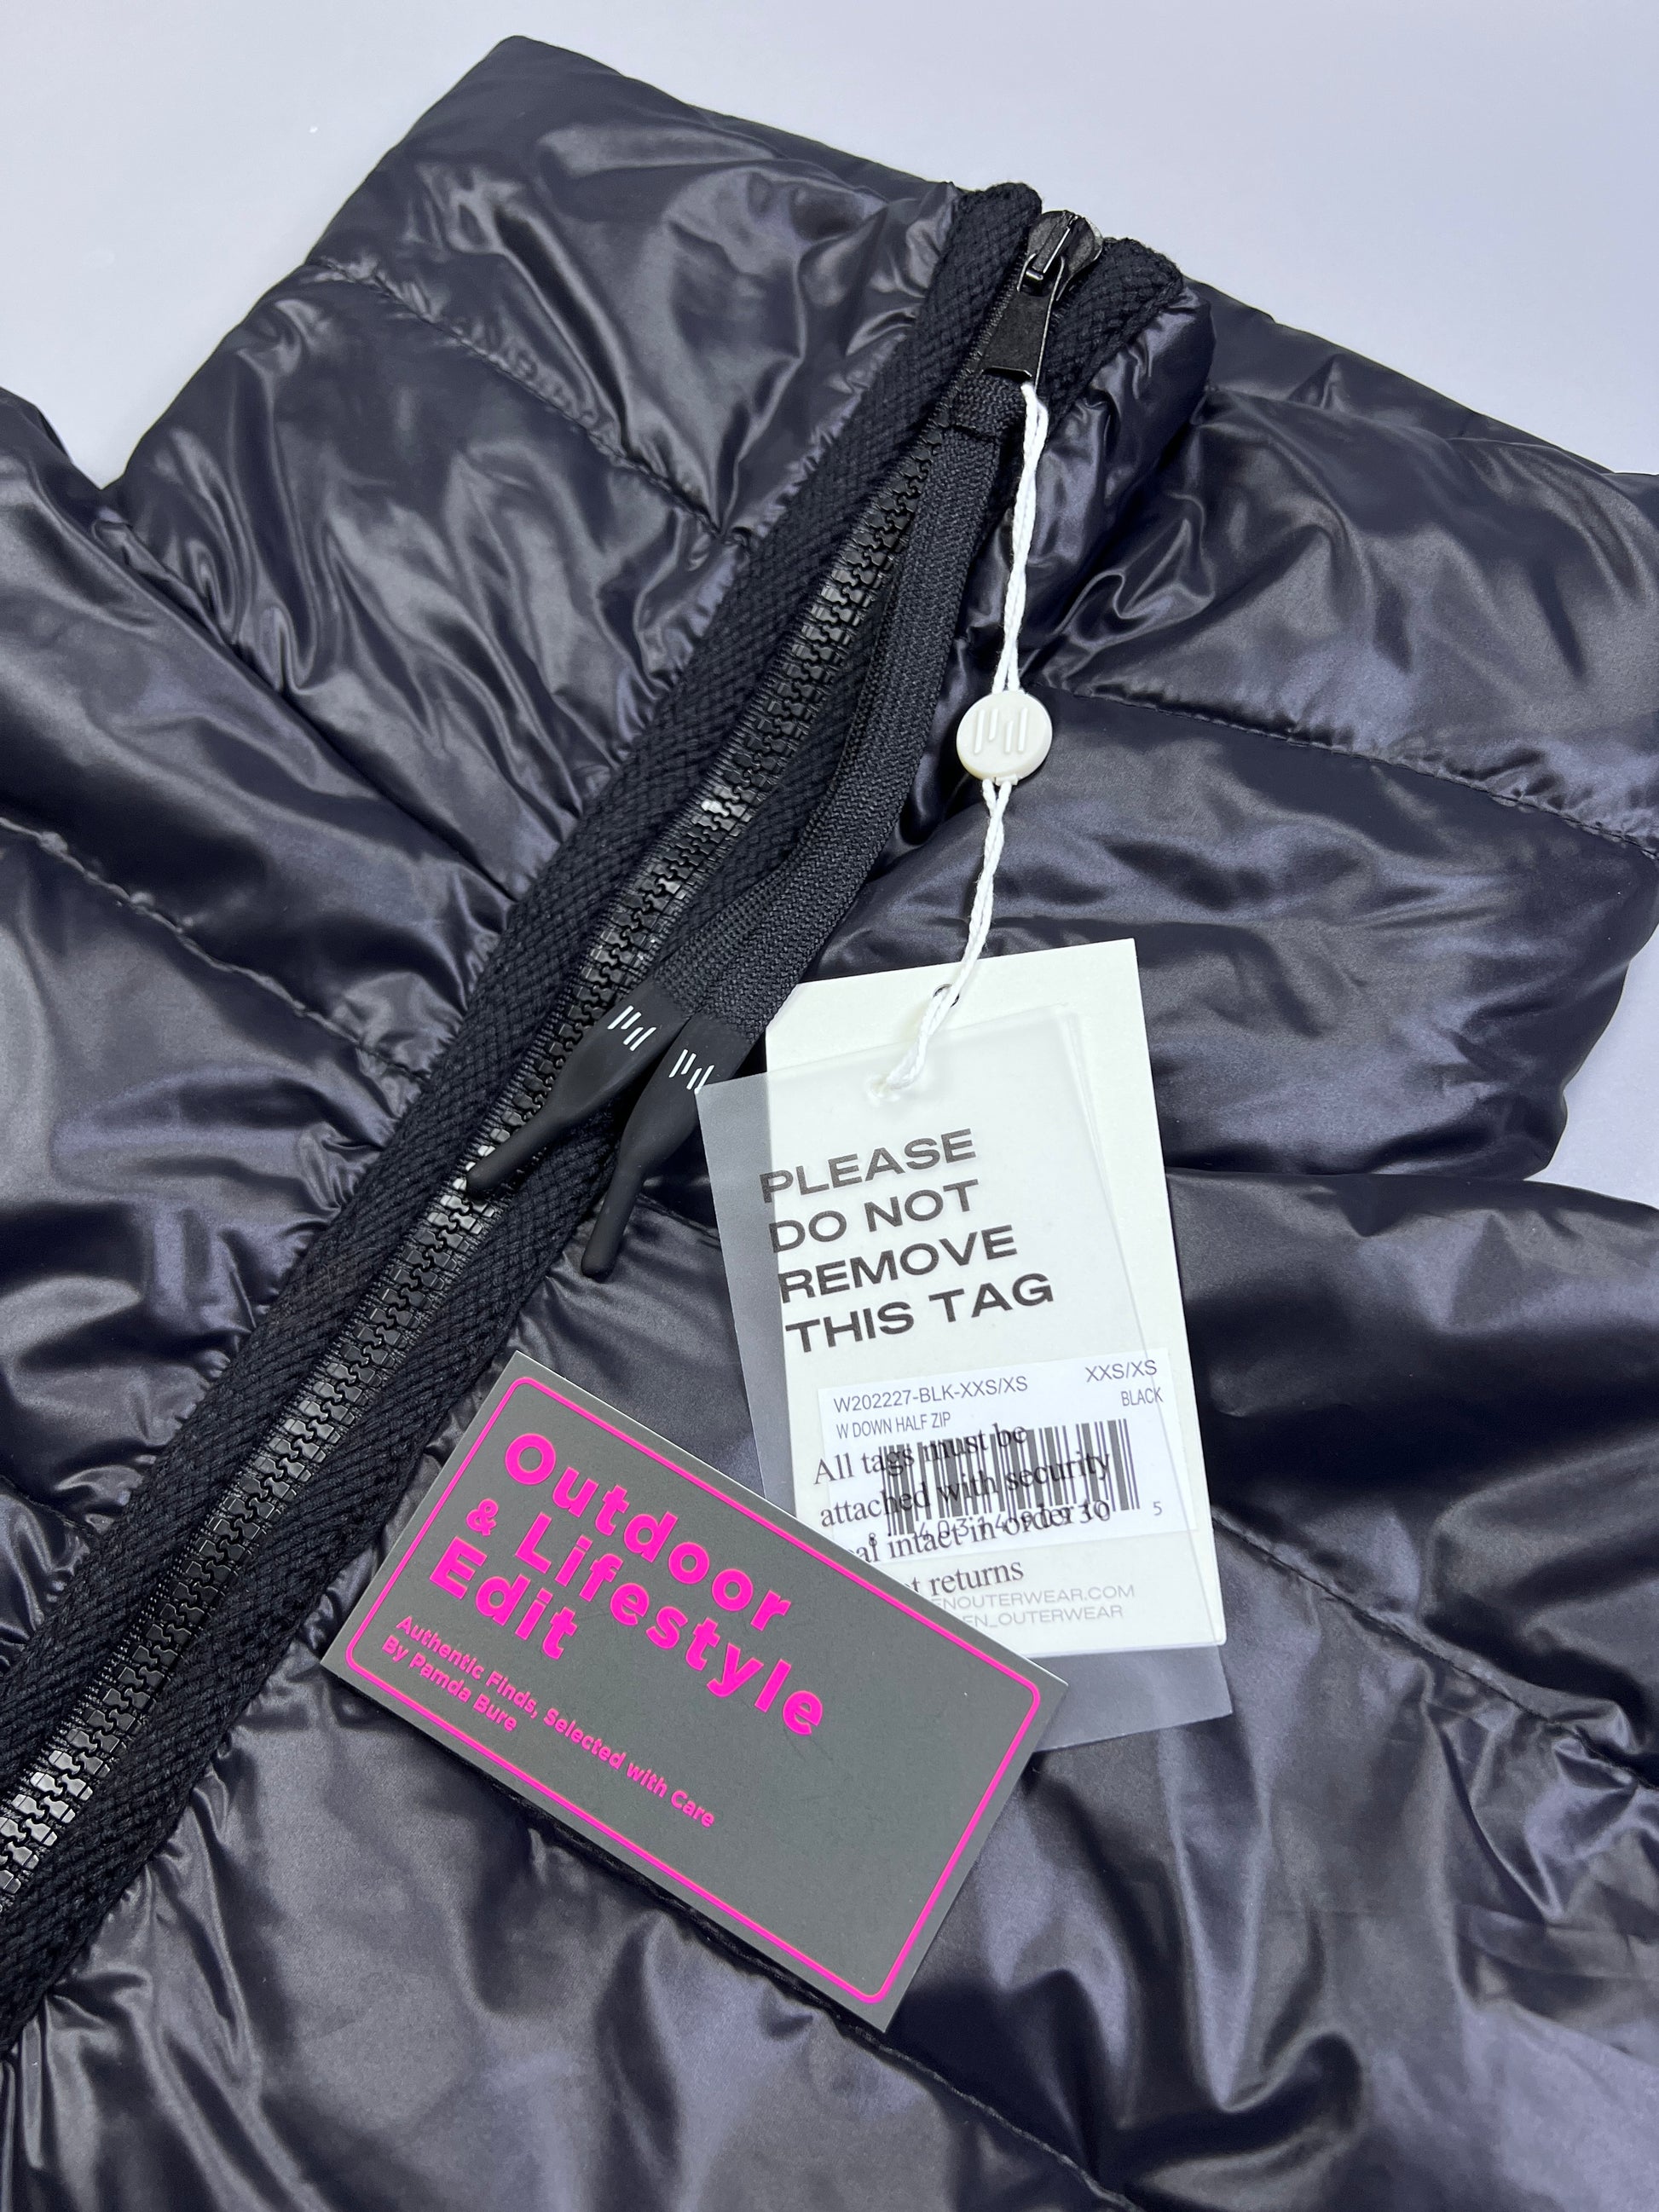 PLEASE
DO NOT
REMOVE
THIS TAG
W202227-BLK-XXS/XS
XXS/XS
W DOWN HALF ZIP
BLACK
All tags must be
attached with security
intact in order to
returns
Outdoor
& Lifestyle
Edit
Authentic Finds, Selected with Care
By Pamda Bure